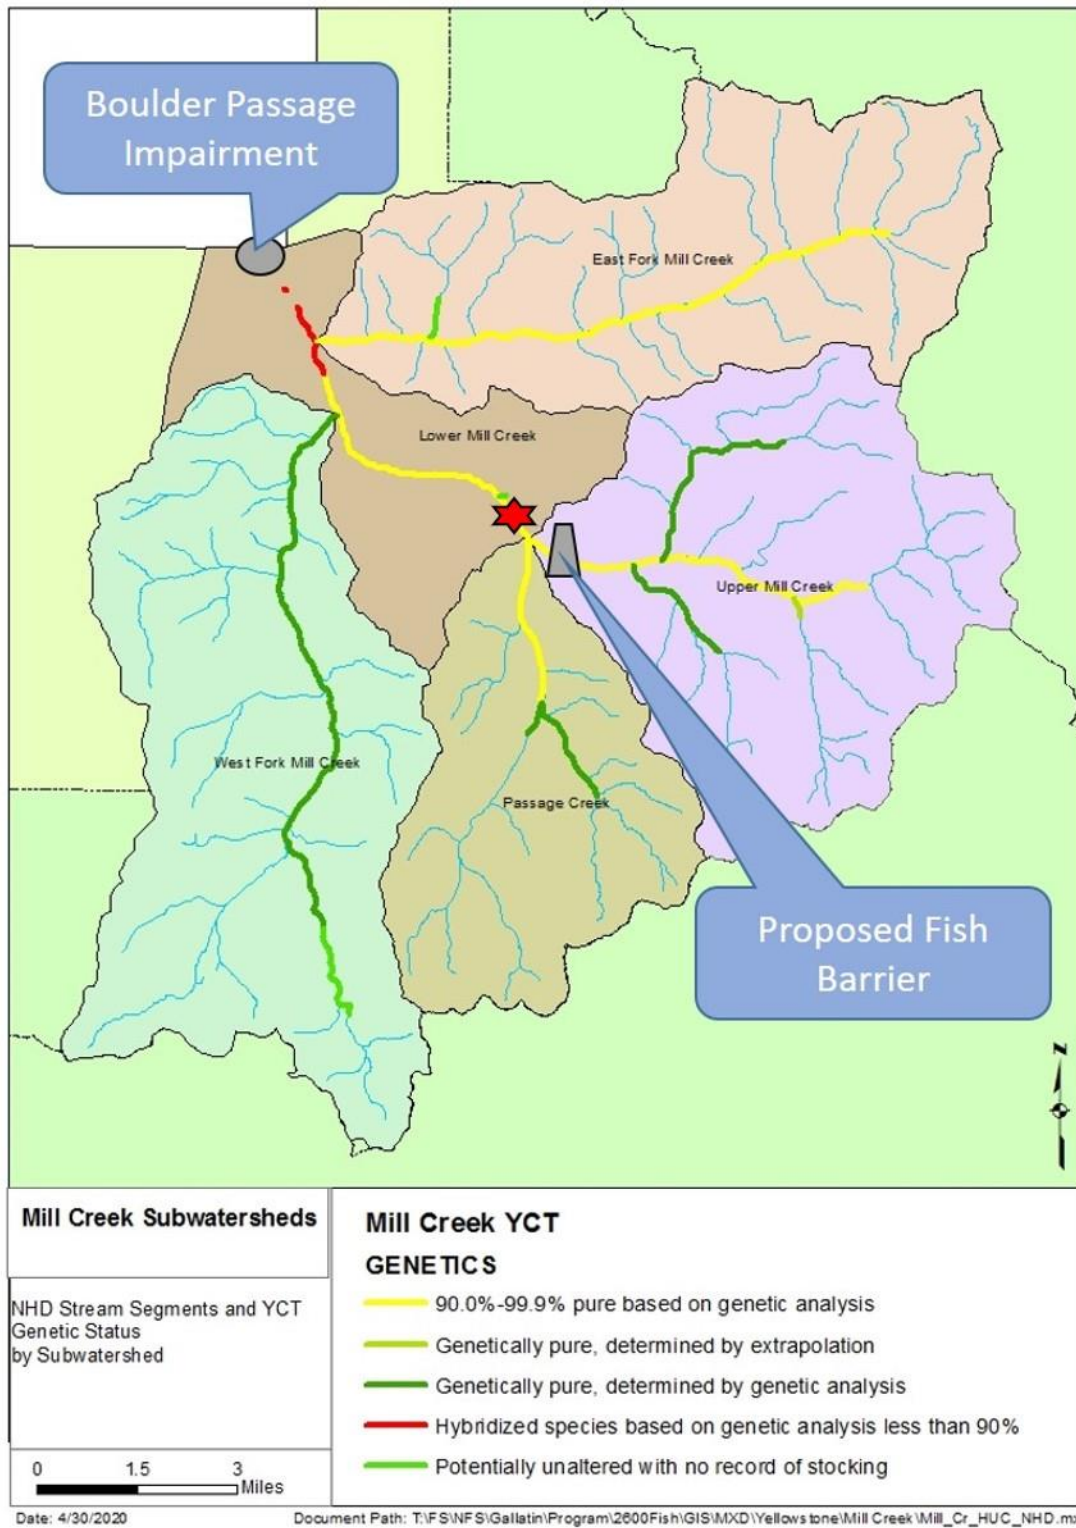 Boulder Passage
Impairment
East Fork Mill Creek
Lower Mill Creek
Upper Mill Creek
West Fork Mill Creek
Passage Creek
Proposed Fish
Barrier
N
Mill Creek Subwatersheds
NHD Stream Segments and YCT
Genetic Status
by Subwatershed
0 1.5 3
Miles
Mill Creek YCT
GENETICS
90.0%-99.9% pure based on genetic analysis
Genetically pure, determined by extrapolation
Genetically pure, determined by genetic analysis
Hybridized species based on genetic analysis less than 90%
Potentially unaltered with no record of stocking
Date: 4/30/2020
Document Path: T:\FS\NFS\Gallatin\Program\2600Fish\GIS\MXD\Yellowstone\Mill Creek\Mill_Cr_HUC_NHD.mx